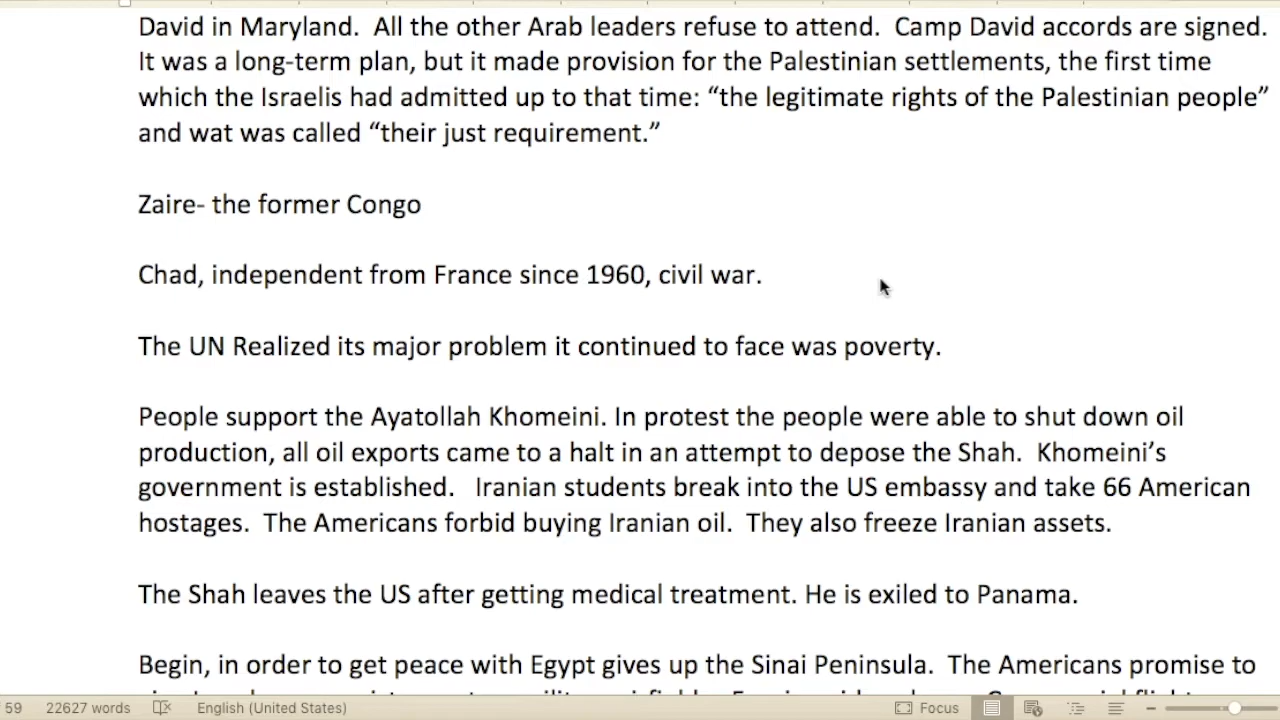 David in Maryland.  All the other Arab leaders refuse to attend.  Camp David accords are signed.
It was a long-term plan, but it made provision for the Palestinian settlements, the first time
which the Israelis had admitted up to that time: “the legitimate rights of the Palestinian people”
and wat was called “their just requirement.”
Zaire- the former Congo
Chad, independent from France since 1960, civil war.
The UN Realized its major problem it continued to face was poverty.
People support the Ayatollah Khomeini. In protest the people were able to shut down oil
production, all oil exports came to a halt in an attempt to depose the Shah.  Khomeini’s
government is established.   Iranian students break into the US embassy and take 66 American
hostages.  The Americans forbid buying Iranian oil.  They also freeze Iranian assets.
The Shah leaves the US after getting medical treatment. He is exiled to Panama.
Begin, in order to get peace with Egypt gives up the Sinai Peninsula.  The Americans promise to
59 22627 words English (United States) Focus